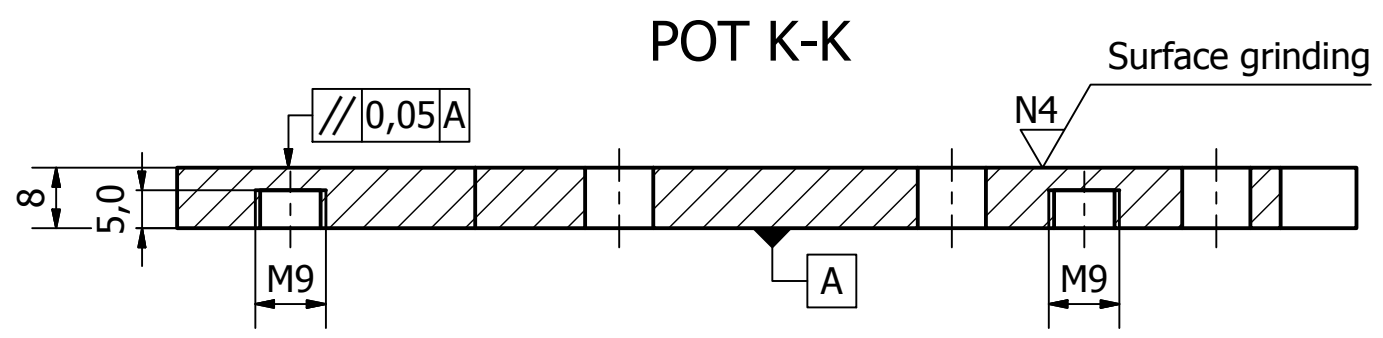 POT K-K
Surface grinding
N4
// 0,05 A
8
5,0
M9
A
M9